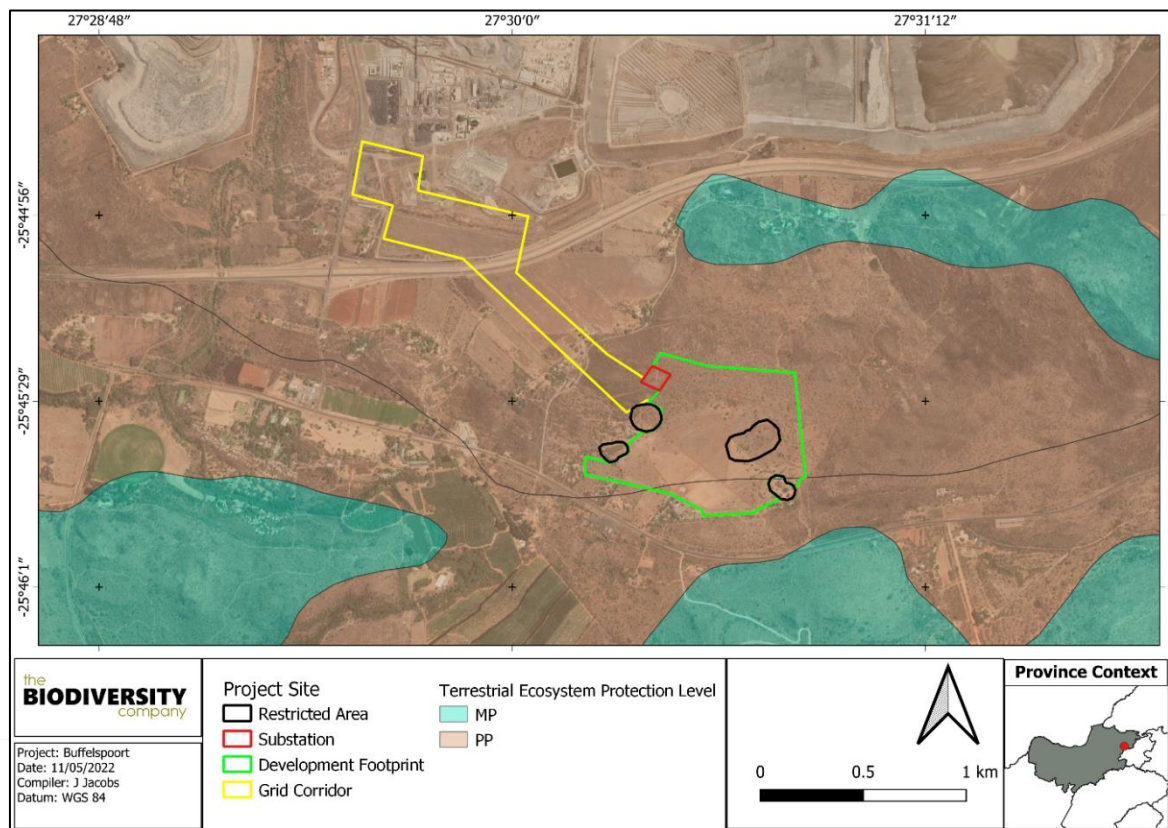 27°28′48″ 27°30′0″ 27°31′12″
-25°44′56″
-25°45′29″
-25°46′1″
the
BIODIVERSITY
company
Project: Buffelspoort
Date: 11/05/2022
Compiler: J Jacobs
Datum: WGS 84
Project Site
Restricted Area
Substation
Development Footprint
Grid Corridor
Terrestrial Ecosystem Protection Level
MP
PP
0 0.5 1 km
Province Context